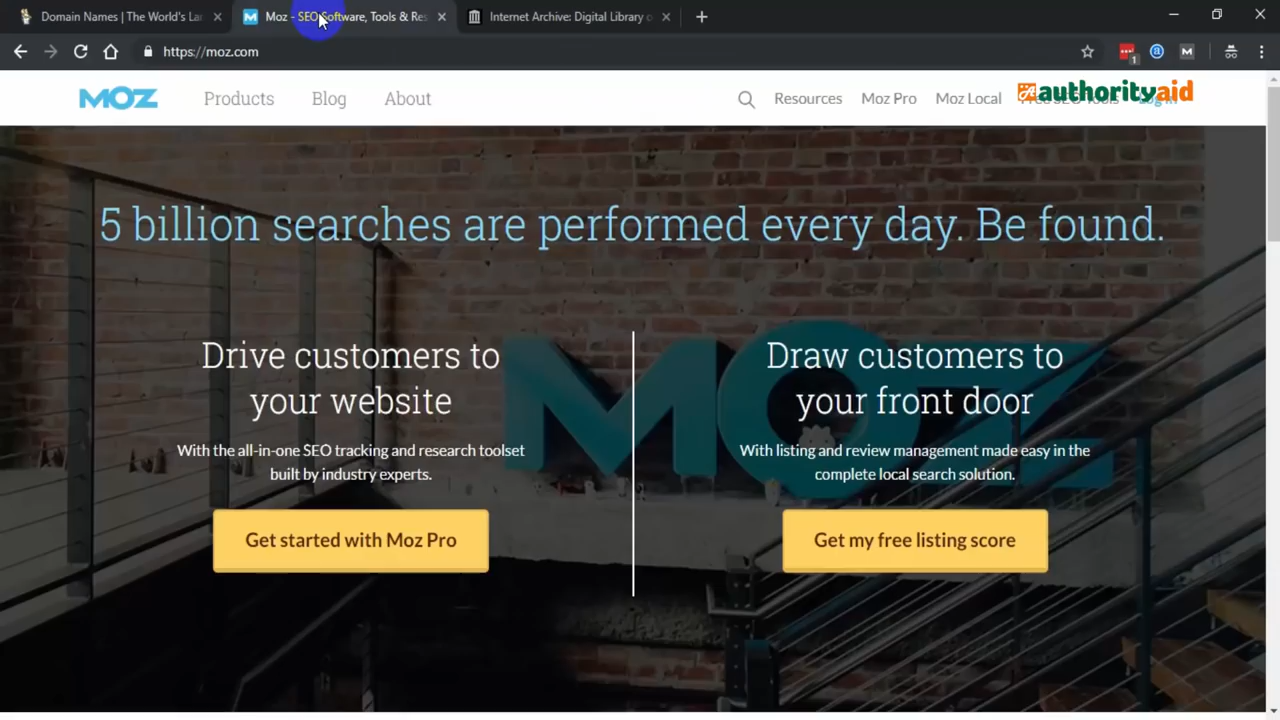 Domain Names | The World's La
Moz - SEO Software, Tools & Res
Internet Archive: Digital Library o
https://moz.com
1
MOZ
Products
Blog
About
Resources
Moz Pro
Moz Local
authorityaid
5 billion searches are performed every day. Be found.
Drive customers to
your website
With the all-in-one SEO tracking and research toolset
built by industry experts.
Get started with Moz Pro
Draw customers to
your front door
With listing and review management made easy in the
complete local search solution.
Get my free listing score
MOZ